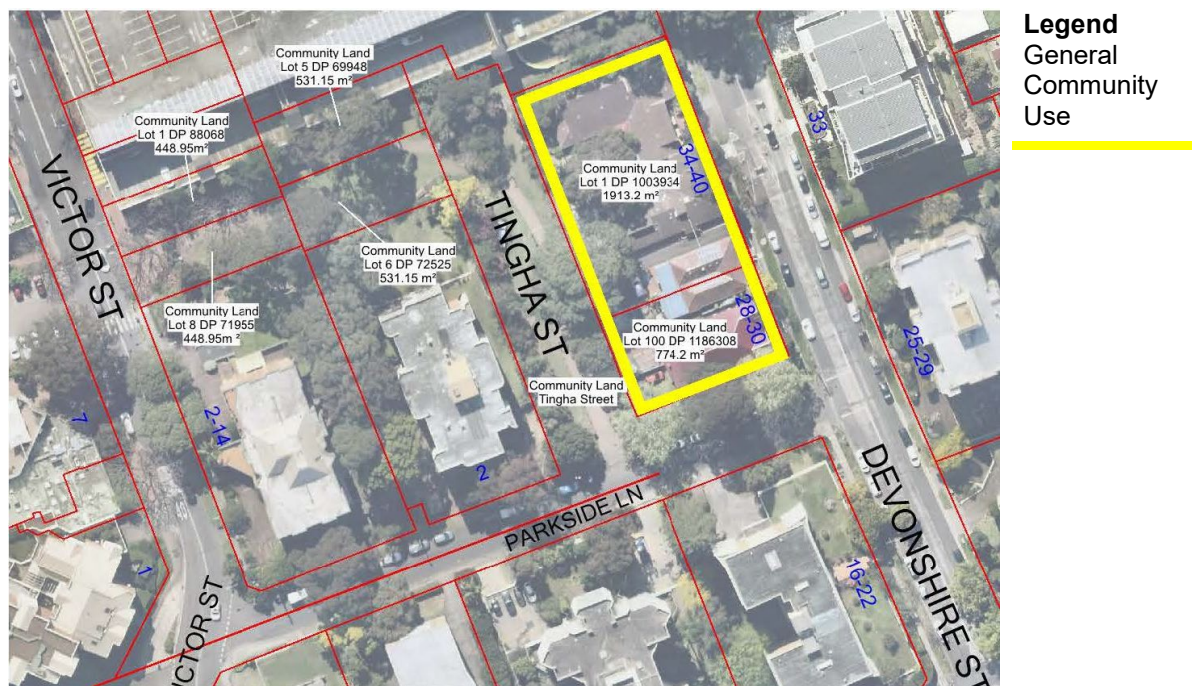 Legend
General
Community
Use
Community Land
Lot 5 DP 69948
531.15 m²
Community Land
Lot 1 DP 88068
448.95m²
33
34-40
Community Land
Lot 1 DP 1003934
1913.2 m²
VICTOR ST
TINGHA ST
Community Land
Lot 6 DP 72525
531.15 m²
Community Land
Lot 8 DP 71955
448.95m²
28-30
Community Land
Lot 100 DP 1186308
774.2 m²
25-29
Community Land
Tingha Street
7
2-14
2
DEVONSHIRE ST
PARKSIDE LN
40
1
16-22
VICTOR ST